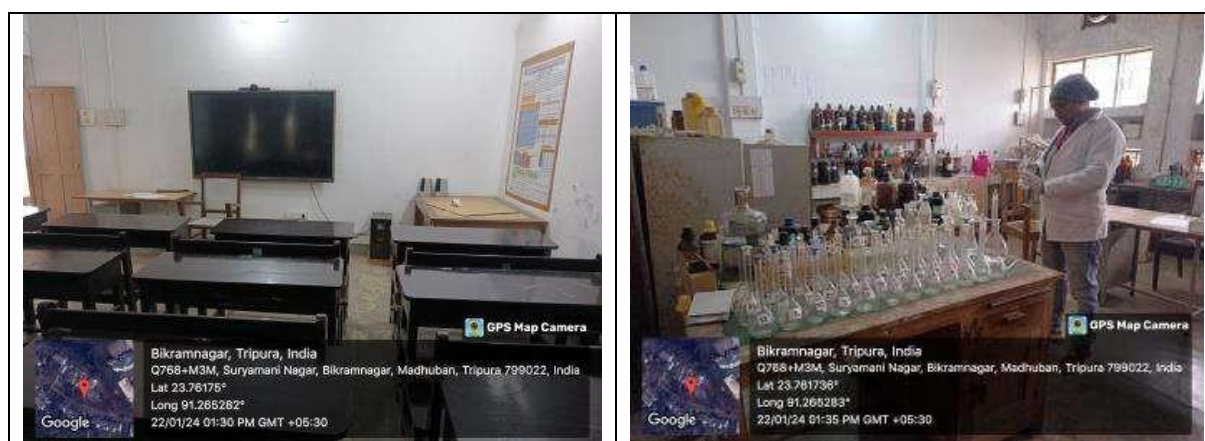 GPS Map Camera
Bikramnagar, Tripura, India
Q768+M3M, Suryamani Nagar, Bikramnagar, Madhuban, Tripura 799022, India
Lat 23.76175°
Long 91.265282°
22/01/24 01:30 PM GMT +05:30
Google
GPS Map Camera
Bikramnagar, Tripura, India
Q768+M3M, Suryamani Nagar, Bikramnagar, Madhuban, Tripura 799022, India
Lat 23.761736°
Long 91.265283°
22/01/24 01:35 PM GMT +05:30
Google